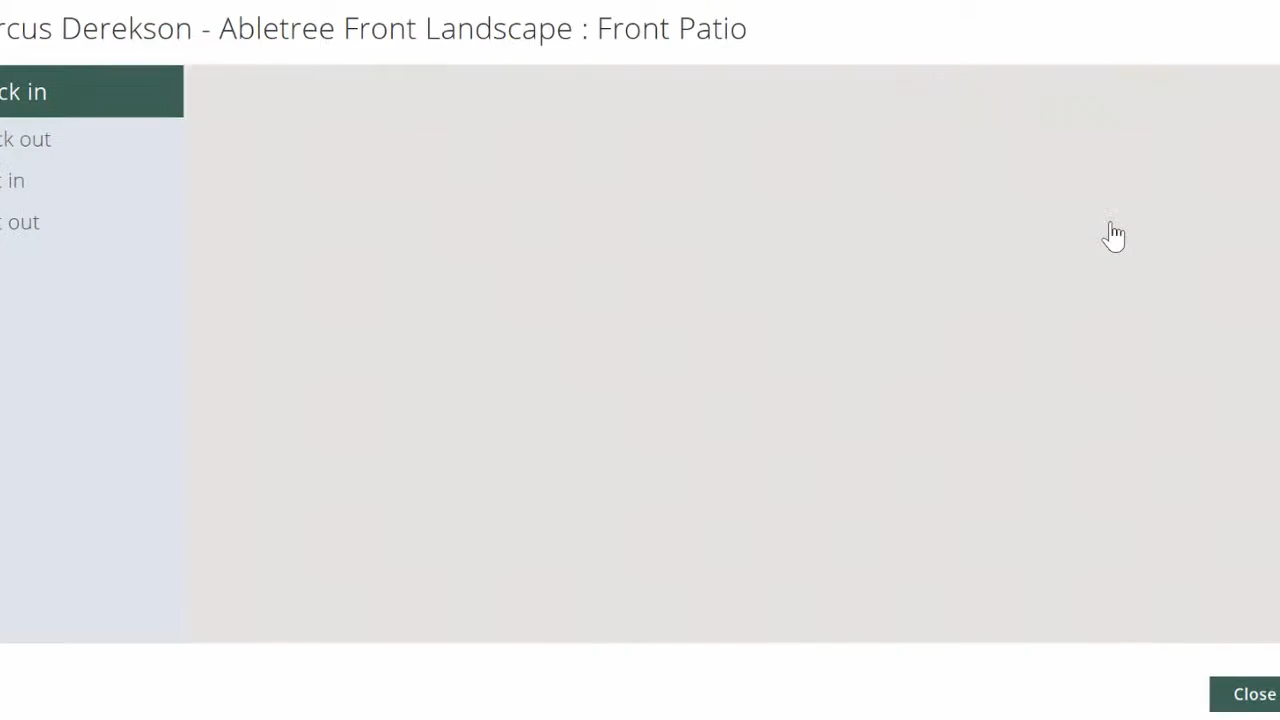 rcus Derekson - Abletree Front Landscape : Front Patio
ck in
ck out
in
out
Close